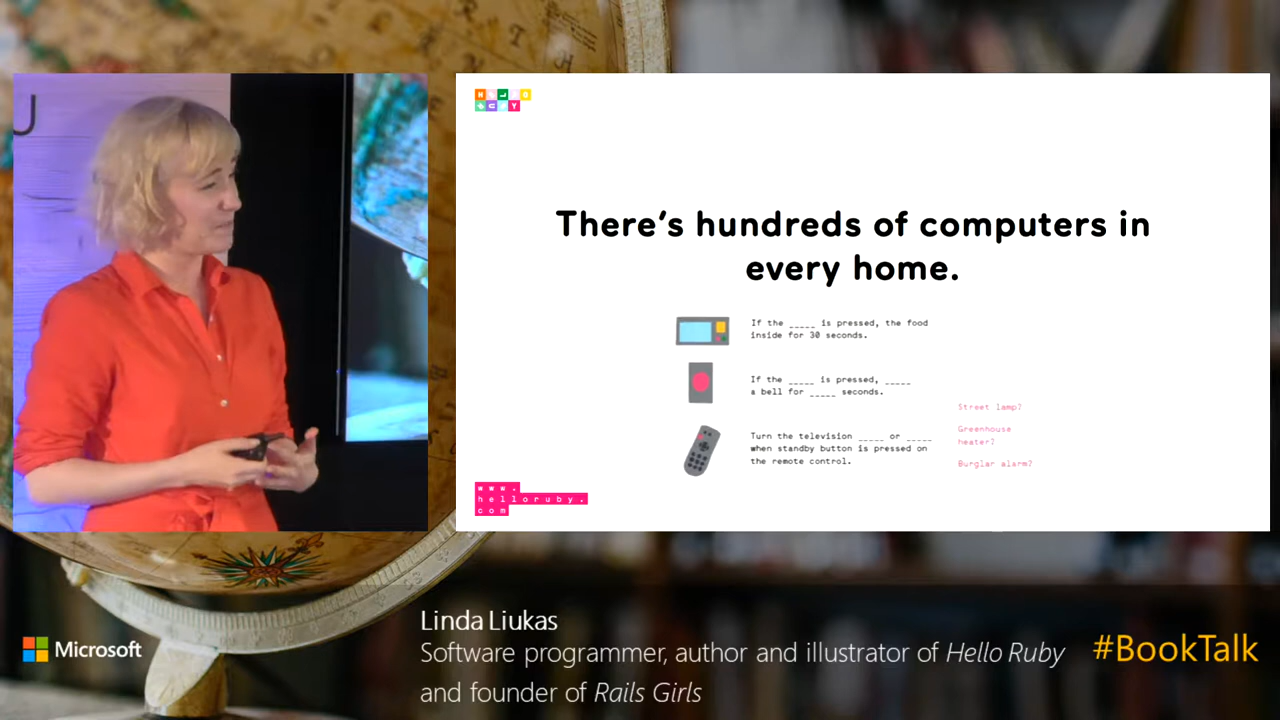 U
HELLO
RUBY
There's hundreds of computers in
every home.
If the _____ is pressed, the food
inside for 30 seconds.
If the _____ is pressed, _____
a bell for _____ seconds.
Street lamp?
Greenhouse
heater?
Burglar alarm?
Turn the television _____ or _____
when standby button is pressed on
the remote control.
www.
helloruby.
com
Linda Liukas
Software programmer, author and illustrator of Hello Ruby
and founder of Rails Girls
Microsoft
#BookTalk